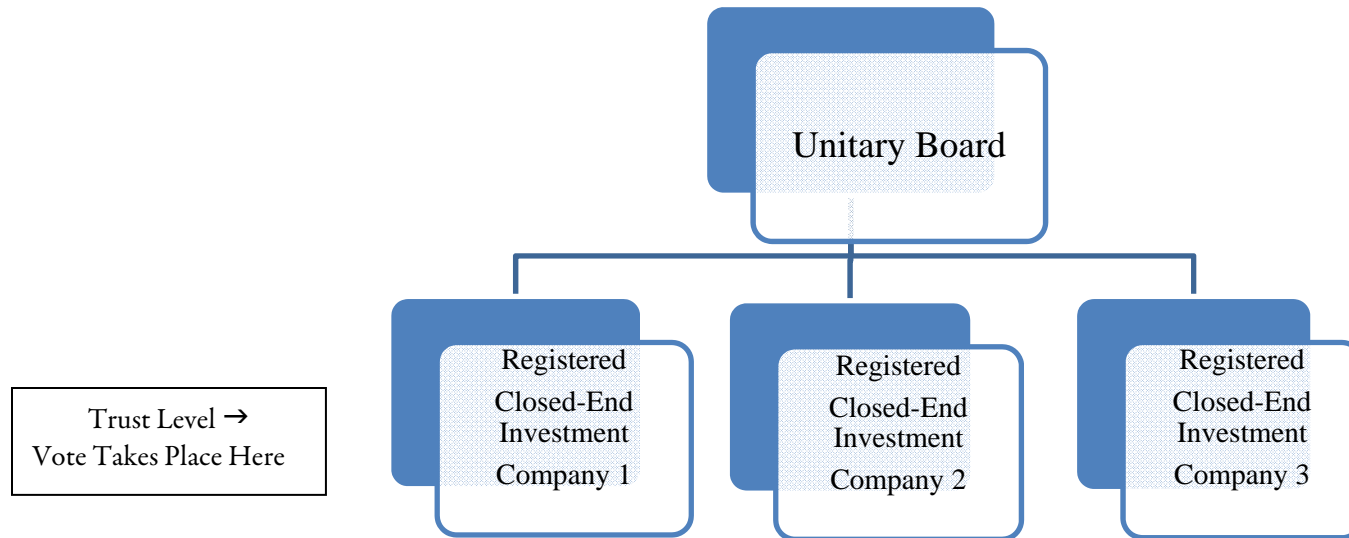 Unitary Board
Registered
Closed-End
Investment
Company 1
Registered
Closed-End
Investment
Company 2
Registered
Closed-End
Investment
Company 3
Trust Level →
Vote Takes Place Here